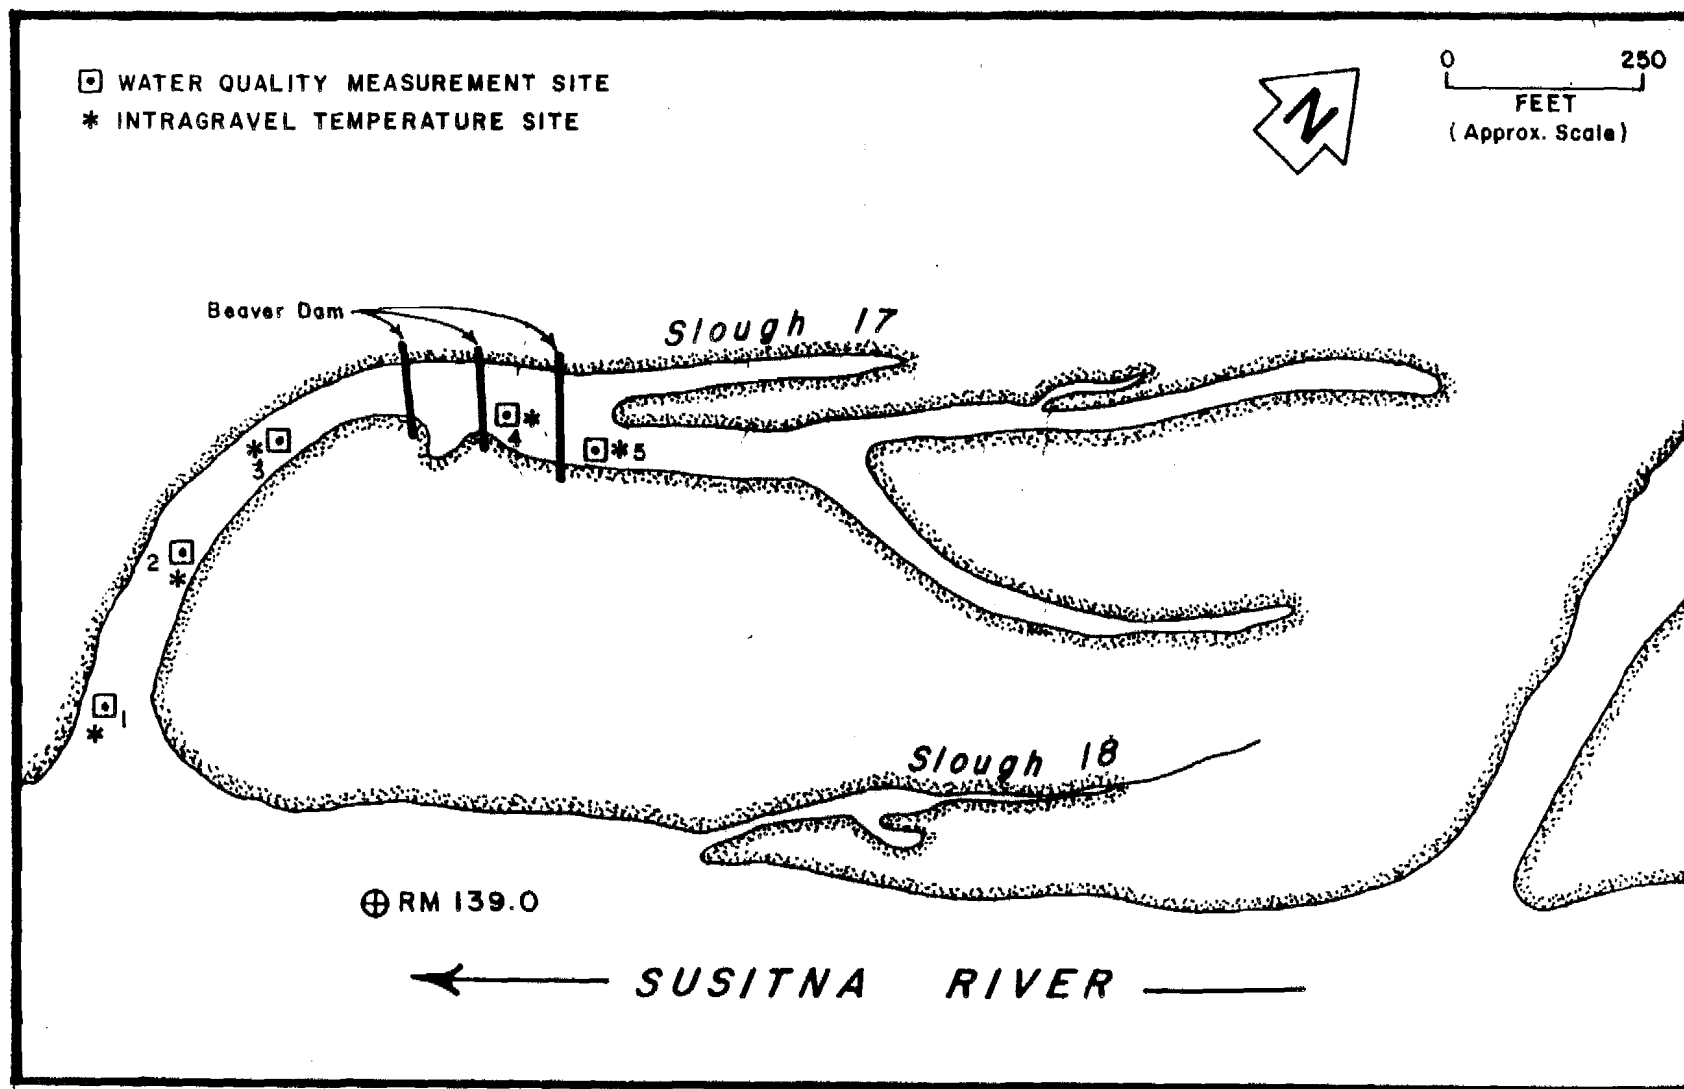 WATER QUALITY MEASUREMENT SITE
* INTRAGRAVEL TEMPERATURE SITE
N
0 250
FEET
(Approx. Scale)
Beaver Dam
Slough 17
4
5
3
2
1
Slough 18
RM 139.0
SUSITNA RIVER